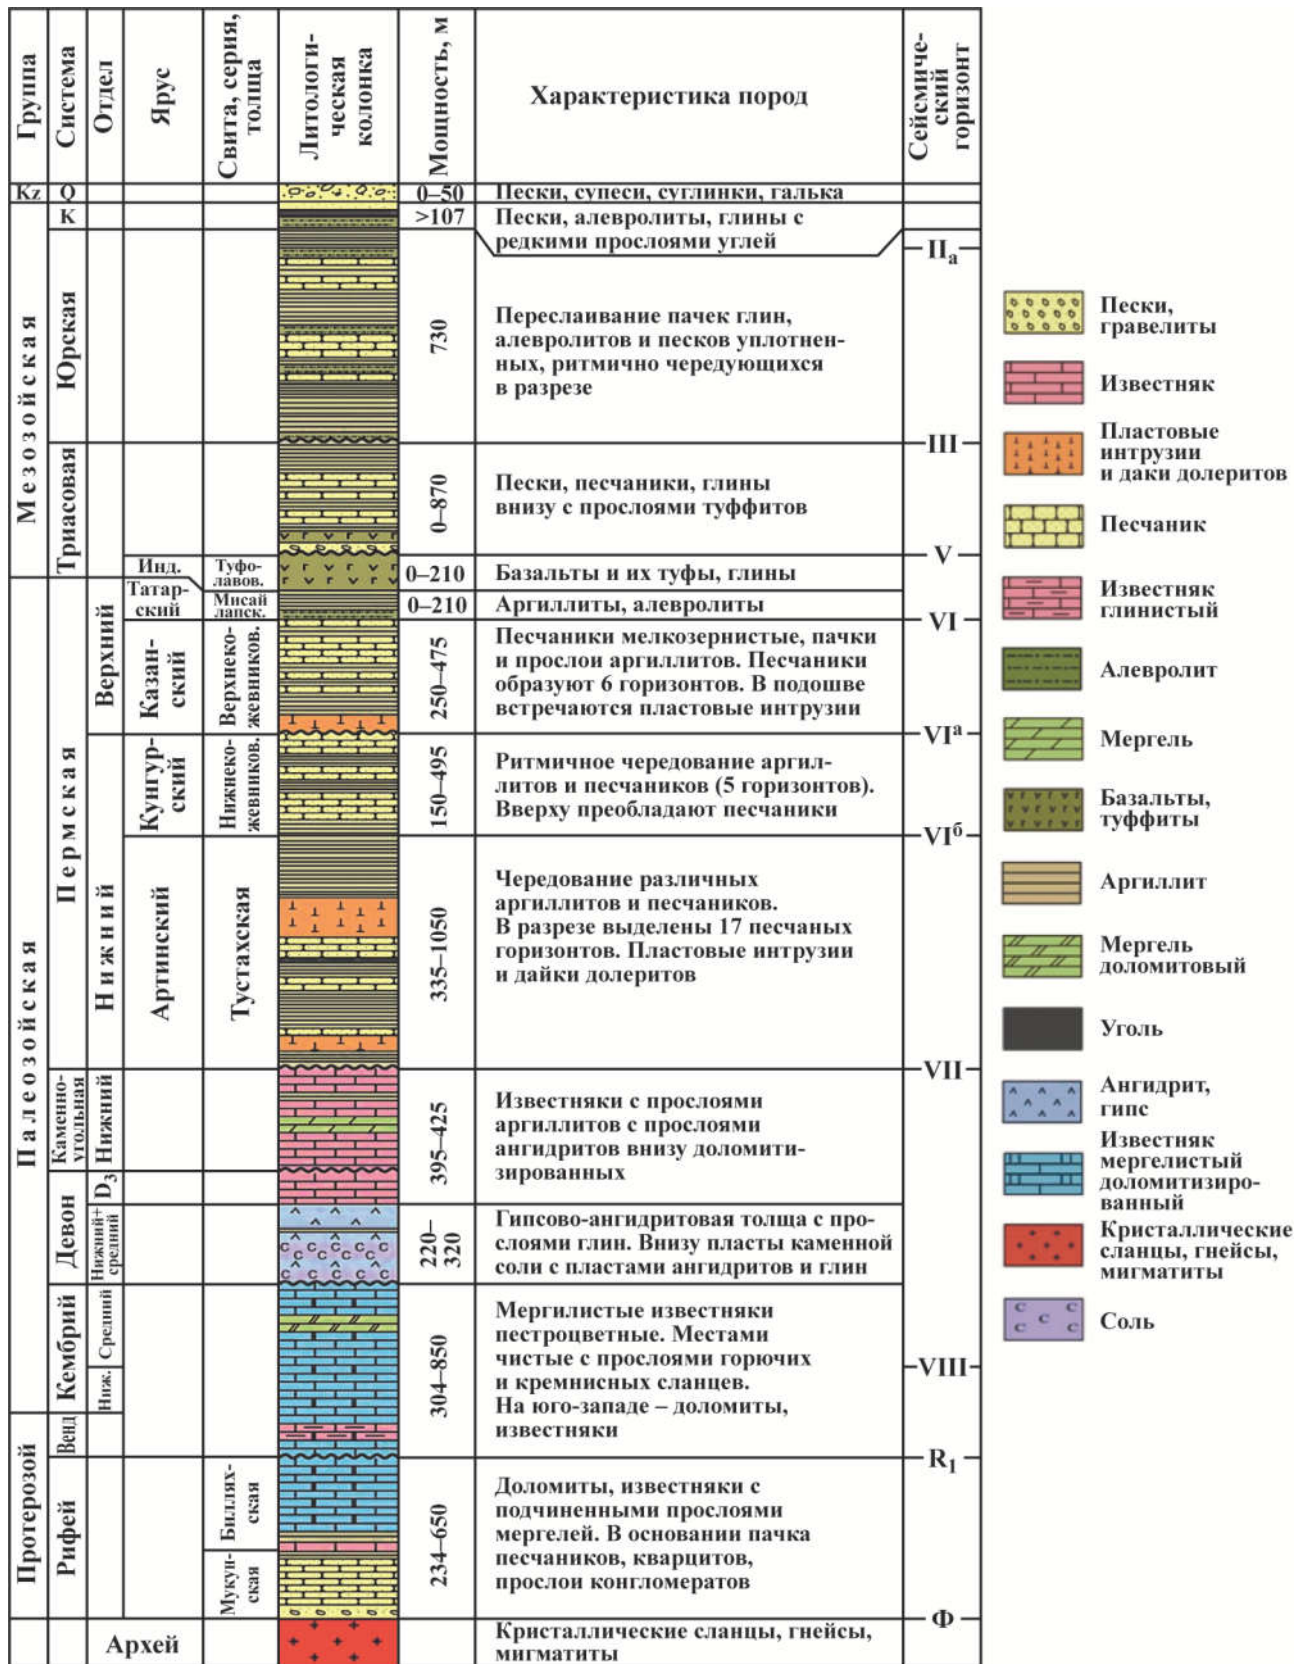 Группа
Система
Отдел
Ярус
Свита, серия,
толща
Литологи-
ческая
колонка
Мощность, м
Характеристика пород
Сейсмиче-
ский
горизонт
Kz
Q
0–50
Пески, супеси, суглинки, галька
Мезозойская
K
>107
Пески, алевролиты, глины с
редкими прослоями углей
IIа
Юрская
730
Переслаивание пачек глин,
алевролитов и песков уплотнен-
ных, ритмично чередующихся
в разрезе
III
Триасовая
0–870
Пески, песчаники, глины
внизу с прослоями туффитов
V
Инд.
Туфо-
лавов.
0–210
Базальты и их туфы, глины
Палеозойская
Пермская
Верхний
Татар-
ский
Мисай
лапск.
0–210
Аргиллиты, алевролиты
VI
Казан-
ский
Верхнеко-
жевников.
250–475
Песчаники мелкозернистые, пачки
и прослои аргиллитов. Песчаники
образуют 6 горизонтов. В подошве
встречаются пластовые интрузии
VIа
Нижний
Кунгур-
ский
Нижнеко-
жевников.
150–495
Ритмичное чередование аргил-
литов и песчаников (5 горизонтов).
Вверху преобладают песчаники
VIб
Артинский
Тустахская
335–1050
Чередование различных
аргиллитов и песчаников.
В разрезе выделены 17 песчаных
горизонтов. Пластовые интрузии
и дайки долеритов
VII
Каменно-
угольная
Нижний
395–425
Известняки с прослоями
аргиллитов с прослоями
ангидритов внизу доломити-
зированных
Девон
D3
Нижний+
средний
220–
320
Гипсово-ангидритовая толща с про-
слоями глин. Внизу пласты каменной
соли с пластами ангидритов и глин
Кембрий
Средний
Ниж.
304–850
Мергилистые известняки
пестроцветные. Местами
чистые с прослоями горючих
и кремнисных сланцев.
На юго-западе – доломиты,
известняки
VIII
Протерозой
Венд
R1
Рифей
Биллях-
ская
Мукун-
ская
234–650
Доломиты, известняки с
подчиненными прослоями
мергелей. В основании пачка
песчаников, кварцитов,
прослои конгломератов
Ф
Архей
Кристаллические сланцы, гнейсы,
мигматиты
Пески,
гравелиты
Известняк
Пластовые
интрузии
и даки долеритов
Песчаник
Известняк
глинистый
Алевролит
Мергель
Базальты,
туффиты
Аргиллит
Мергель
доломитовый
Уголь
Ангидрит,
гипс
Известняк
мергелистый
доломитизиро-
ванный
Кристаллические
сланцы, гнейсы,
мигматиты
Соль